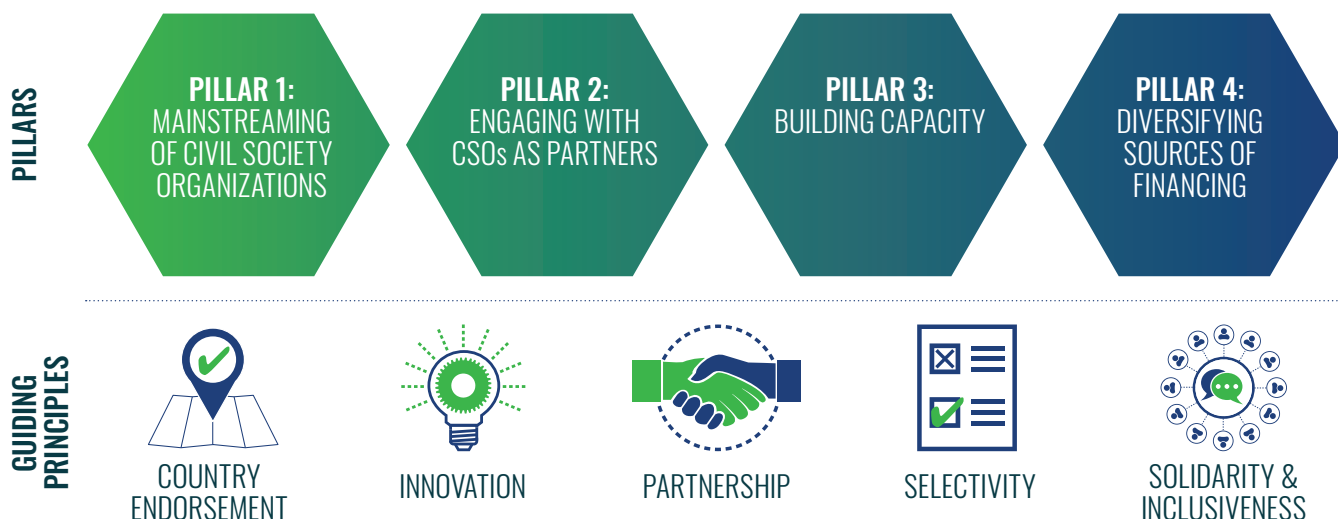 PILLARS
PILLAR 1:
MAINSTREAMING
OF CIVIL SOCIETY
ORGANIZATIONS
PILLAR 2:
ENGAGING WITH
CSOs AS PARTNERS
PILLAR 3:
BUILDING CAPACITY
PILLAR 4:
DIVERSIFYING
SOURCES OF
FINANCING
GUIDING
PRINCIPLES
COUNTRY
ENDORSEMENT
INNOVATION
PARTNERSHIP
SELECTIVITY
SOLIDARITY &
INCLUSIVENESS